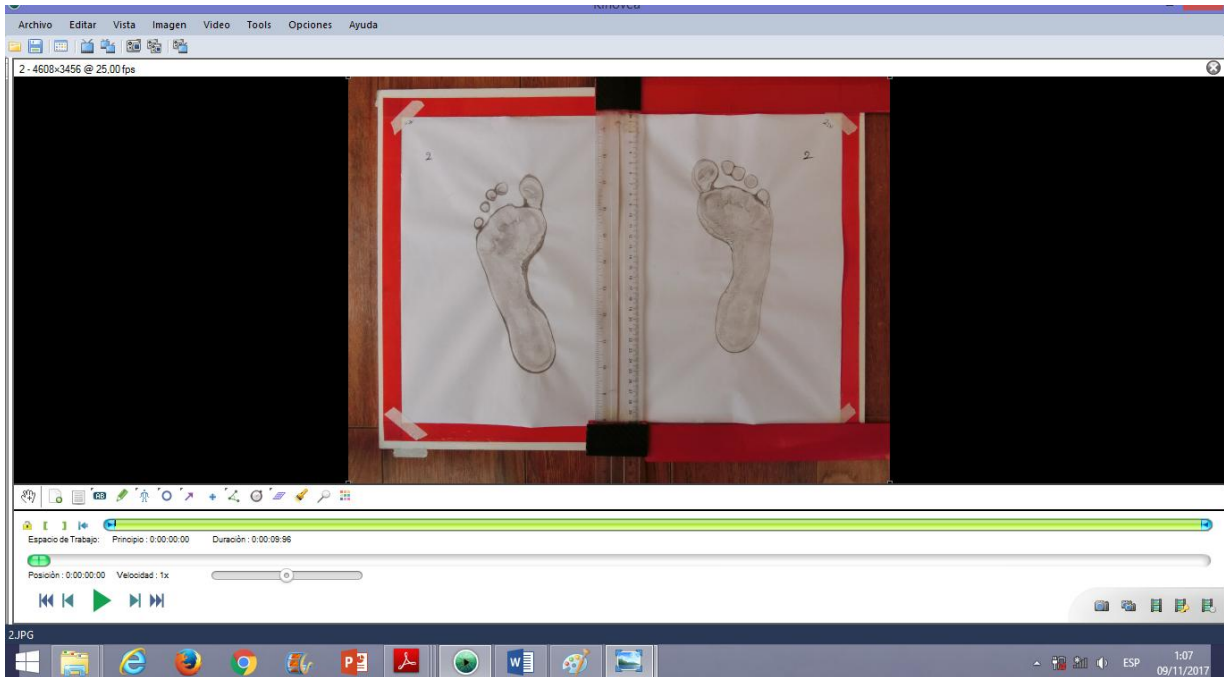 Kinovea
Archivo Editar Vista Imagen Video Tools Opciones Ayuda
2 - 4608×3456 @ 25,00 fps
2
2
Espacio de Trabajo: Principio : 0:00:00:00 Duración : 0:00:09:96
Posición : 0:00:00:00 Velocidad : 1x
2.JPG
ESP
1:07
09/11/2017